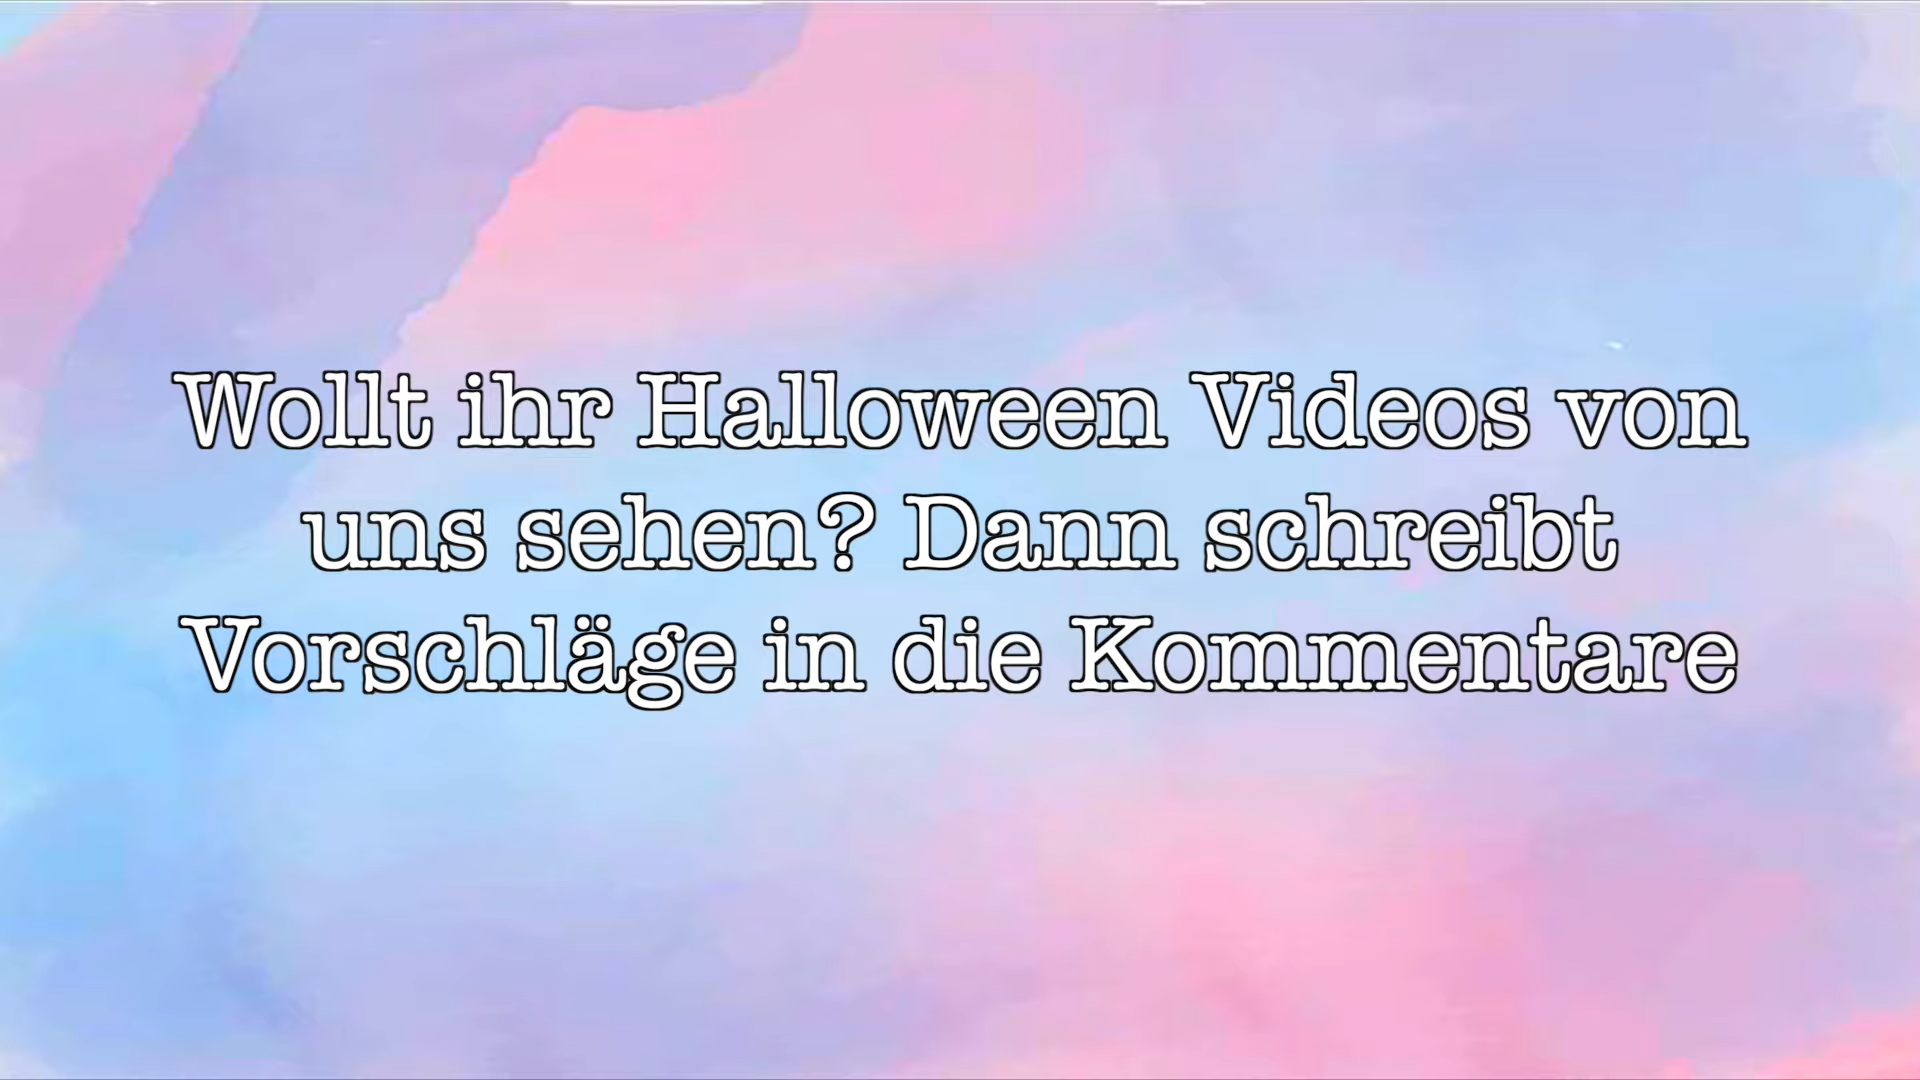 Wollt ihr Halloween Videos von
uns sehen? Dann schreibt
Vorschläge in die Kommentare